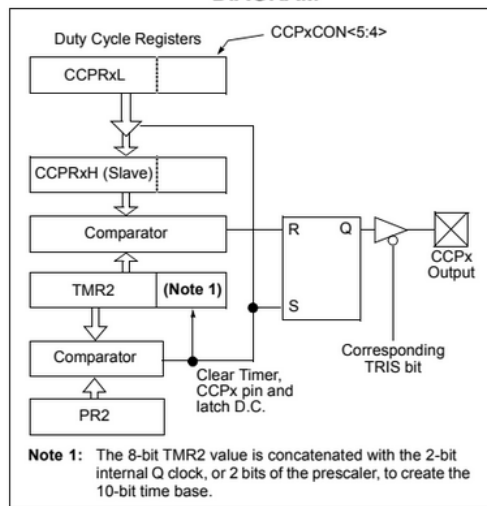 Duty Cycle Registers
CCPxCON<5:4>
CCPRxL
CCPRxH (Slave)
Comparator
R
Q
CCPx
Output
TMR2
(Note 1)
S
Comparator
Corresponding
TRIS bit
Clear Timer,
CCPx pin and
latch D.C.
PR2
Note 1: The 8-bit TMR2 value is concatenated with the 2-bit
internal Q clock, or 2 bits of the prescaler, to create the
10-bit time base.